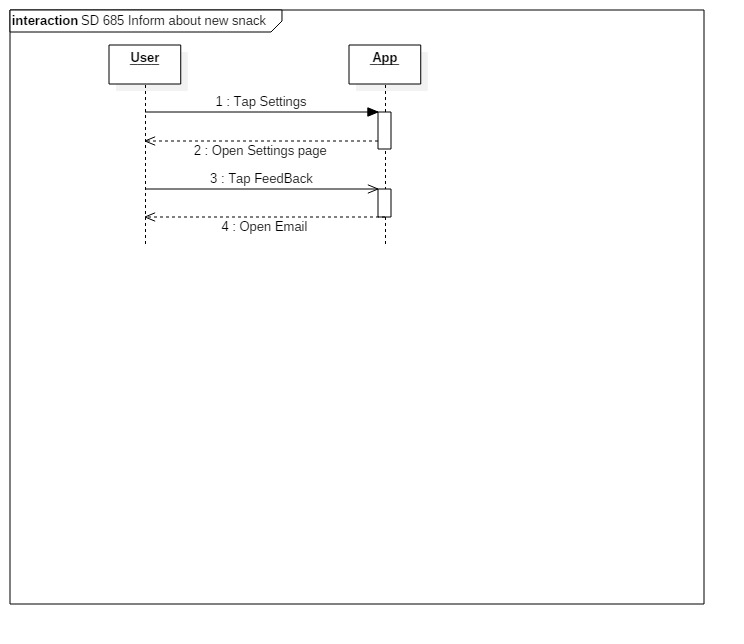 interaction SD 685 Inform about new snack
User
App
1 : Tap Settings
2 : Open Settings page
3 : Tap FeedBack
4 : Open Email